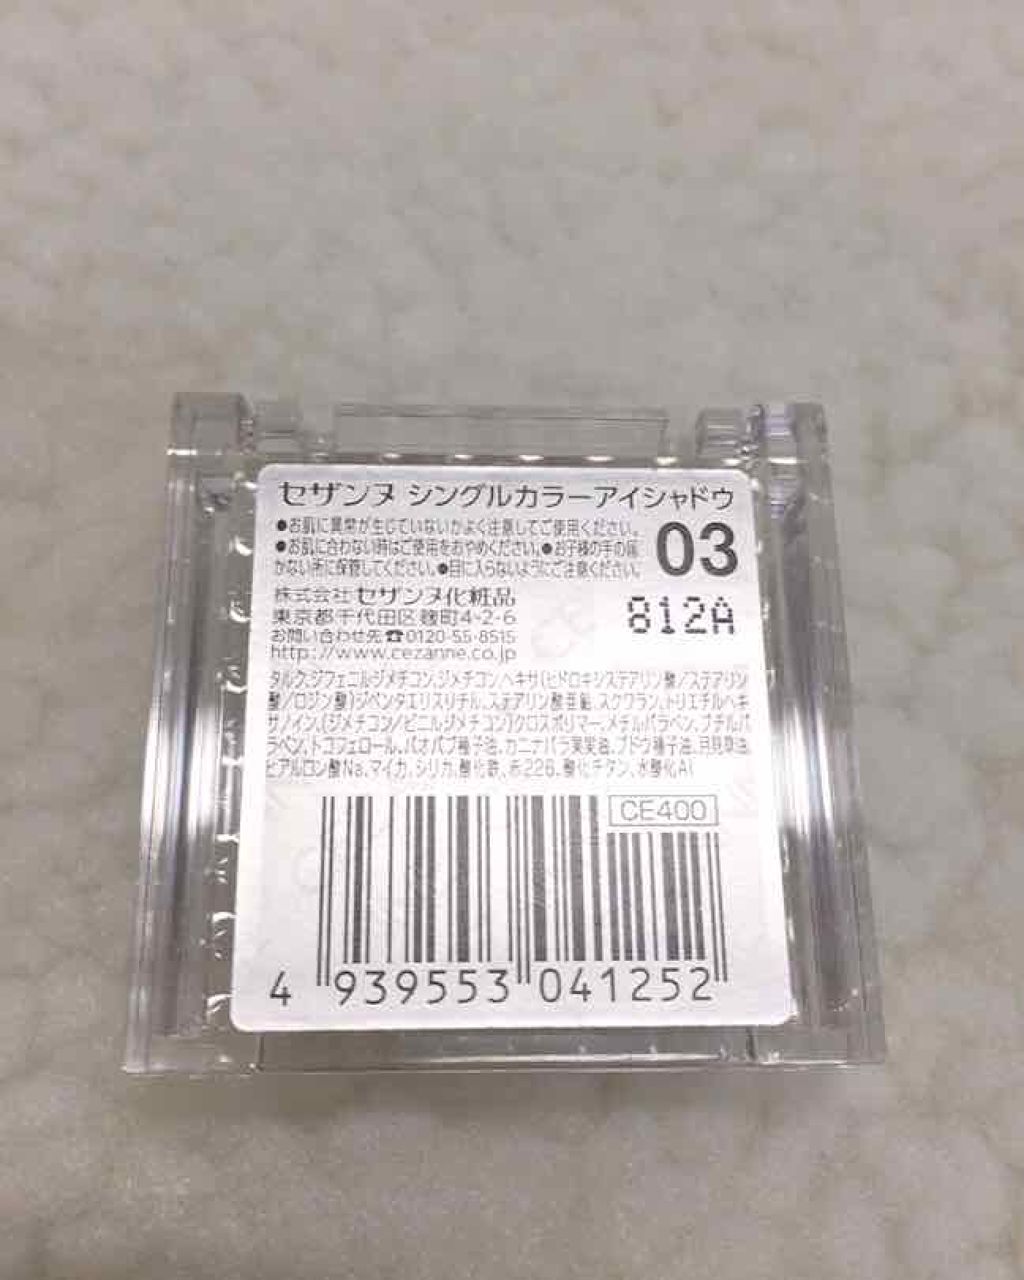 セザンヌ シングルカラーアイシャドウ
●お肌に異常が生じていないかよく注意してご使用ください。
●お肌に合わない時はご使用をおやめください。●お子様の手の届
かない所に保管してください。●目に入らないようにご注意ください。
03
株式会社 セザンヌ化粧品
東京都千代田区麹町4-2-6
お問い合わせ先☎0120-55-8515
http://www.cezanne.co.jp
812A
タルク、ジフェニルジメチコン、ジメチコン、ヘキサ(ヒドロキシステアリン酸/ステアリン
酸/ロジン酸)ジペンタエリスリチル、ステアリン酸亜鉛、スクワラン、トリエチルヘキ
サノイン、(ジメチコン/ビニルジメチコン)クロスポリマー、メチルパラベン、ブチルパ
ラベン、トコフェロール、バオバブ種子油、カニナバラ果実油、ブドウ種子油、月見草油、
ヒアルロン酸Na、マイカ、シリカ、酸化鉄、赤226、酸化チタン、水酸化Al
CE400
4 939553 041252